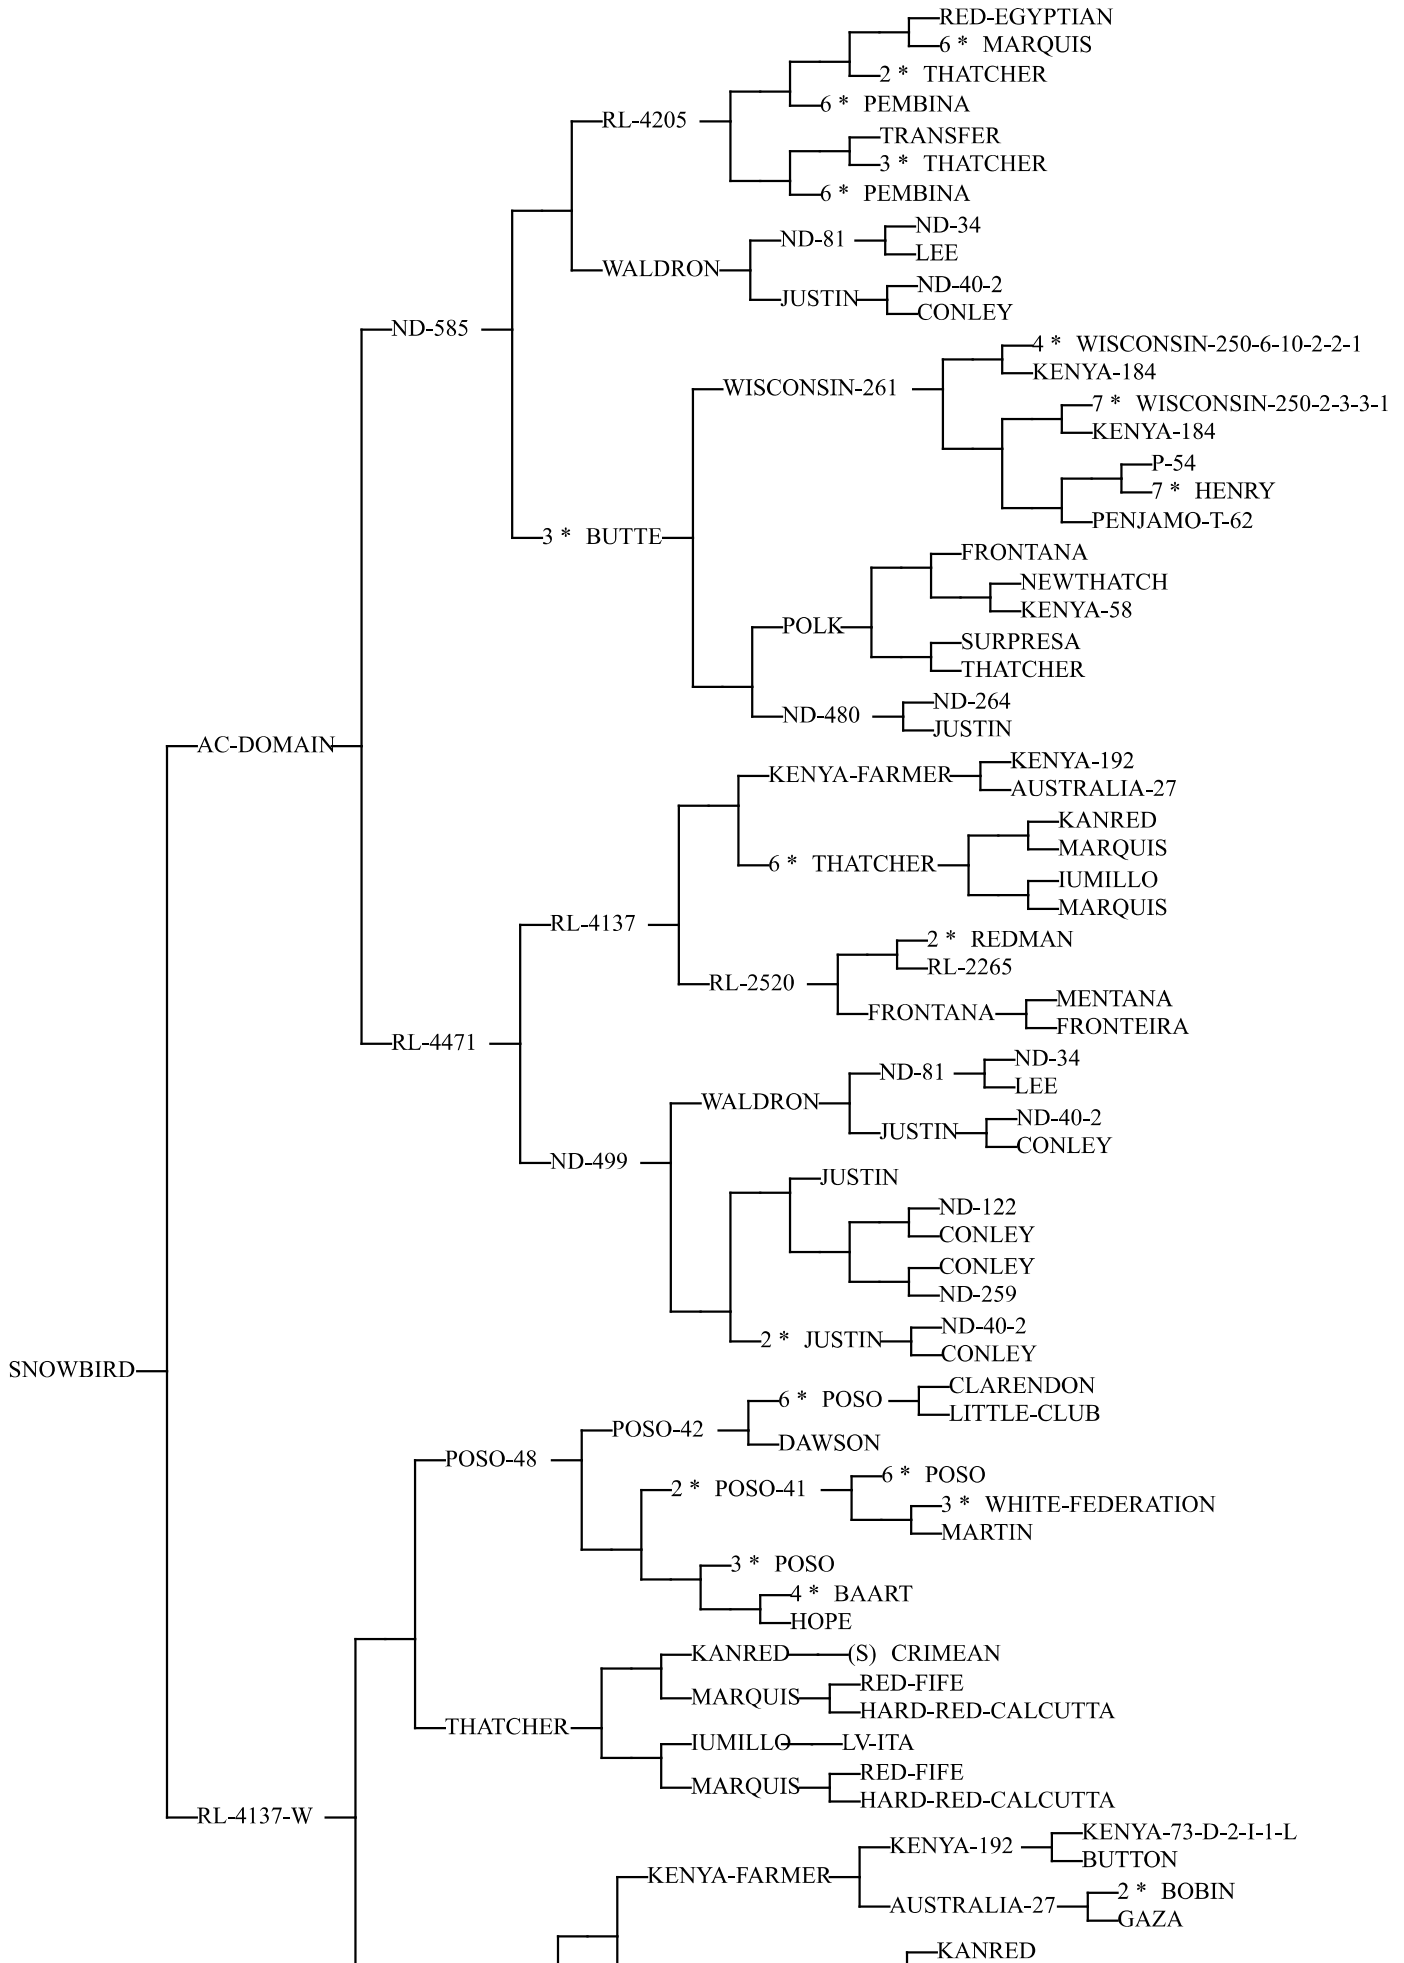 RED-EGYPTIAN
6 * MARQUIS
2 * THATCHER
6 * PEMBINA
RL-4205
TRANSFER
3 * THATCHER
6 * PEMBINA
ND-34
ND-81
LEE
WALDRON
ND-40-2
JUSTIN
CONLEY
ND-585
4 * WISCONSIN-250-6-10-2-2-1
KENYA-184
WISCONSIN-261
7 * WISCONSIN-250-2-3-3-1
KENYA-184
P-54
7 * HENRY
PENJAMO-T-62
3 * BUTTE
FRONTANA
NEWTHATCH
KENYA-58
POLK
SURPRESA
THATCHER
ND-264
ND-480
JUSTIN
AC-DOMAIN
KENYA-192
KENYA-FARMER
AUSTRALIA-27
KANRED
MARQUIS
6 * THATCHER
IUMILLO
MARQUIS
RL-4137
2 * REDMAN
RL-2265
RL-2520
MENTANA
FRONTANA
FRONTEIRA
RL-4471
ND-34
ND-81
LEE
WALDRON
ND-40-2
JUSTIN
CONLEY
ND-499
JUSTIN
ND-122
CONLEY
CONLEY
ND-259
ND-40-2
2 * JUSTIN
CONLEY
SNOWBIRD
CLARENDON
6 * POSO
LITTLE-CLUB
POSO-42
DAWSON
POSO-48
6 * POSO
2 * POSO-41
3 * WHITE-FEDERATION
MARTIN
3 * POSO
4 * BAART
HOPE
KANRED (S) CRIMEAN
RED-FIFE
MARQUIS
HARD-RED-CALCUTTA
THATCHER
IUMILLO LV-ITA
RED-FIFE
MARQUIS
HARD-RED-CALCUTTA
RL-4137-W
KENYA-73-D-2-I-1-L
KENYA-192
BUTTON
KENYA-FARMER
2 * BOBIN
AUSTRALIA-27
GAZA
KANRED